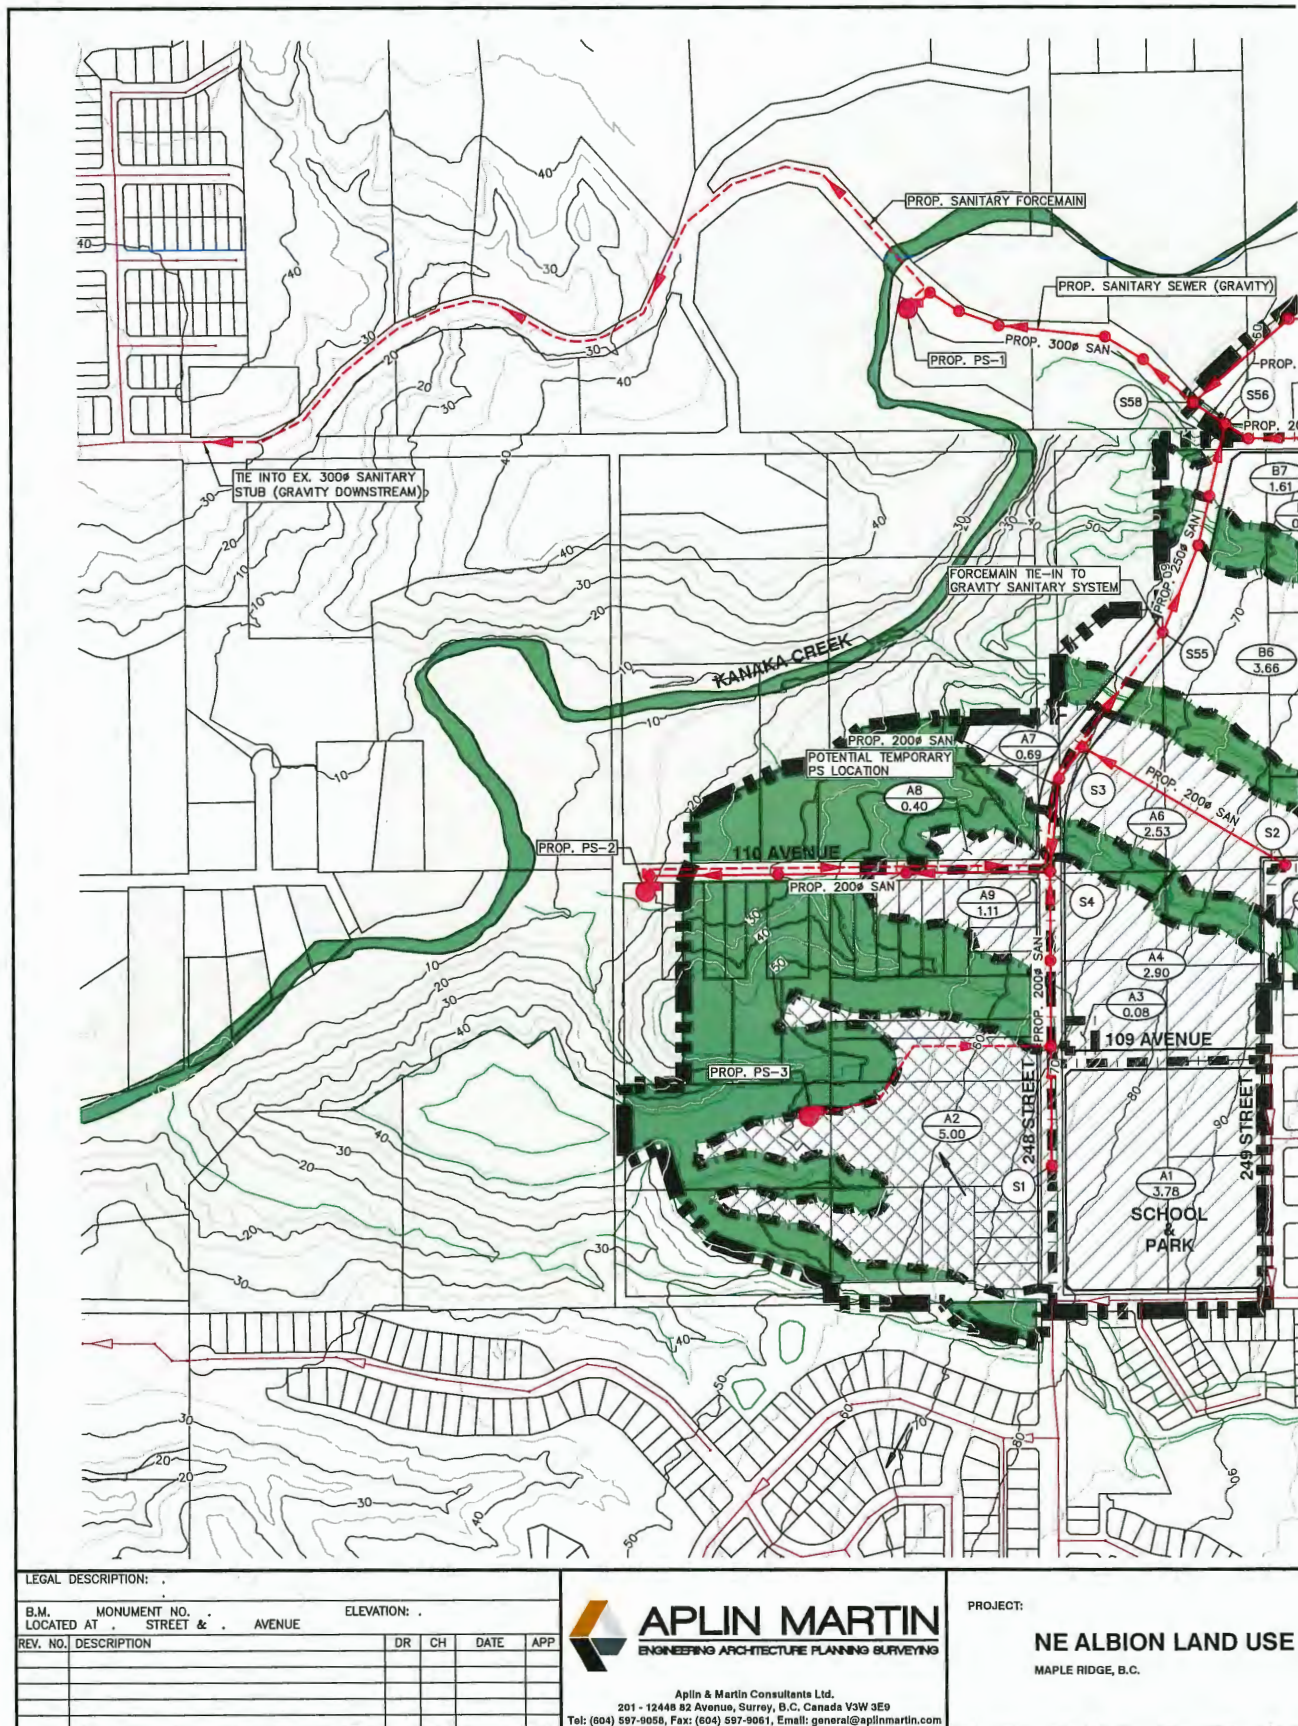 PROP. SANITARY FORCEMAIN
PROP. SANITARY SEWER (GRAVITY)
PROP. 300ø SAN
PROP. PS-1
PROP.
S58
S56
PROP. 20
60
TIE INTO EX. 300ø SANITARY
STUB (GRAVITY DOWNSTREAM)
B7
1.61
FORCEMAIN TIE-IN TO
GRAVITY SANITARY SYSTEM
PROP. 250ø SAN
S55
B6
3.66
KANAKA CREEK
PROP. 200ø SAN
POTENTIAL TEMPORARY
PS LOCATION
A7
0.69
A8
0.40
S3
PROP. 200ø SAN
A6
2.53
S2
PROP. PS-2
110 AVENUE
PROP. 200ø SAN
A9
1.11
S4
PROP. 200ø SAN
A4
2.90
A3
0.08
109 AVENUE
PROP. PS-3
A2
5.00
248 STREET
249 STREET
S1
A1
3.78
SCHOOL
&
PARK
LEGAL DESCRIPTION: .
B.M. MONUMENT NO. . ELEVATION: .
LOCATED AT . STREET & . AVENUE
REV. NO. DESCRIPTION DR CH DATE APP
APLIN MARTIN
ENGINEERING ARCHITECTURE PLANNING SURVEYING
Aplin & Martin Consultants Ltd.
201 - 12448 82 Avenue, Surrey, B.C. Canada V3W 3E9
Tel: (604) 597-9058, Fax: (604) 597-9061, Email: general@aplinmartin.com
PROJECT:
NE ALBION LAND USE
MAPLE RIDGE, B.C.